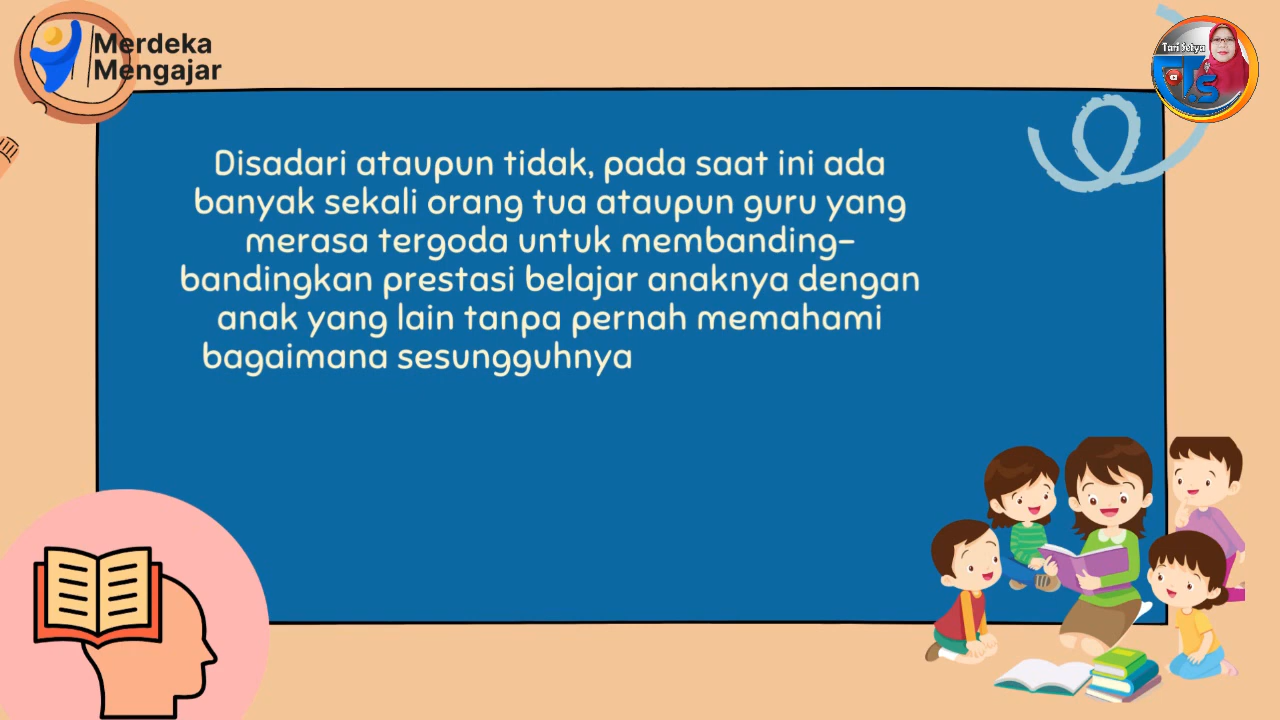 Merdeka
Mengajar
Tari Setya
T.S
Disadari ataupun tidak, pada saat ini ada
banyak sekali orang tua ataupun guru yang
merasa tergoda untuk membanding-
bandingkan prestasi belajar anaknya dengan
anak yang lain tanpa pernah memahami
bagaimana sesungguhnya